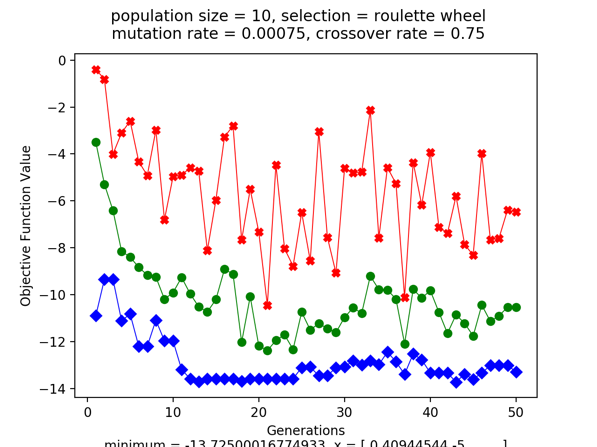 population size = 10, selection = roulette wheel
mutation rate = 0.00075, crossover rate = 0.75
Objective Function Value
0
−2
−4
−6
−8
−10
−12
−14
0
10
20
30
40
50
Generations
minimum = -13.72500016774933, x = [ 0.40944544 -5. ]